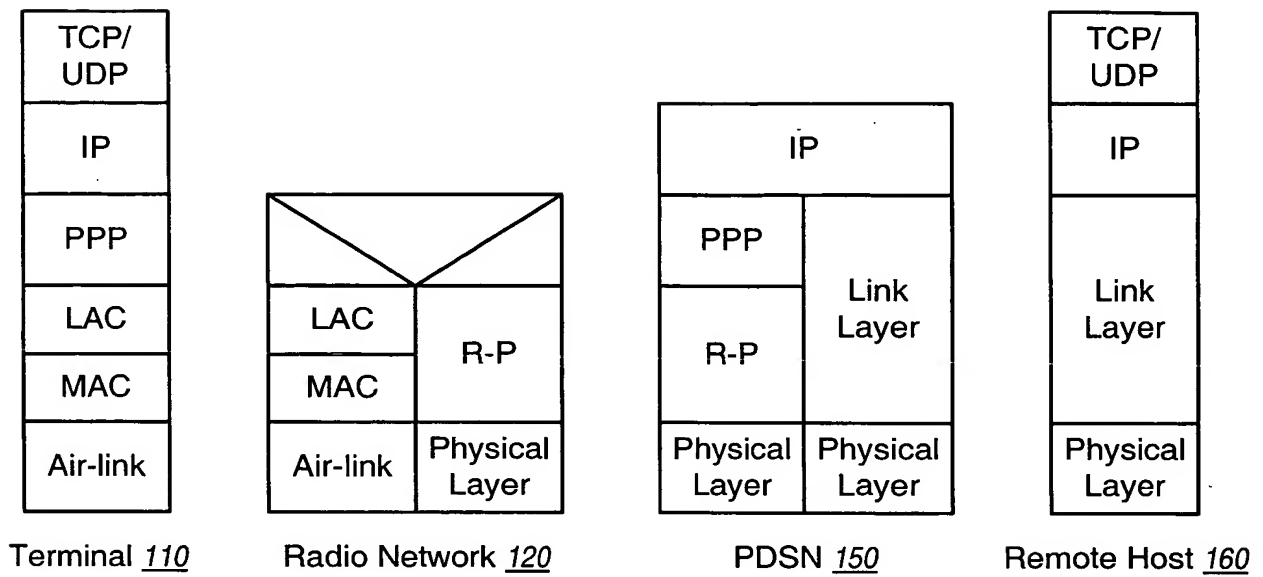 TCP/
UDP
IP
PPP
LAC
MAC
Air-link
Terminal 110
LAC
MAC
Air-link
R-P
Physical
Layer
Radio Network 120
IP
PPP
R-P
Physical
Layer
Link
Layer
Physical
Layer
PDSN 150
TCP/
UDP
IP
Link
Layer
Physical
Layer
Remote Host 160